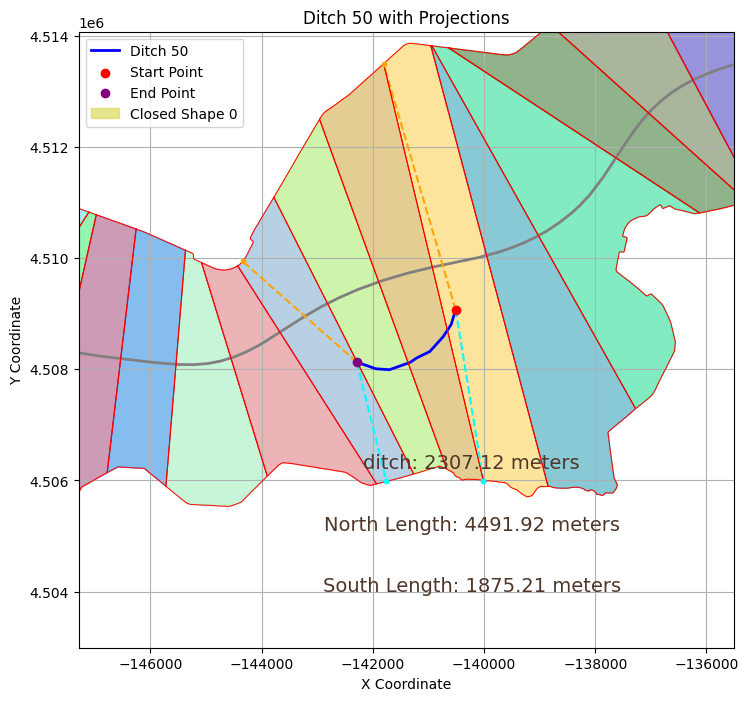 Ditch 50 with Projections
1e6
Ditch 50
Start Point
End Point
Closed Shape 0
4.514
4.512
4.510
4.508
4.506
4.504
Y Coordinate
ditch: 2307.12 meters
North Length: 4491.92 meters
South Length: 1875.21 meters
−146000 −144000 −142000 −140000 −138000 −136000
X Coordinate